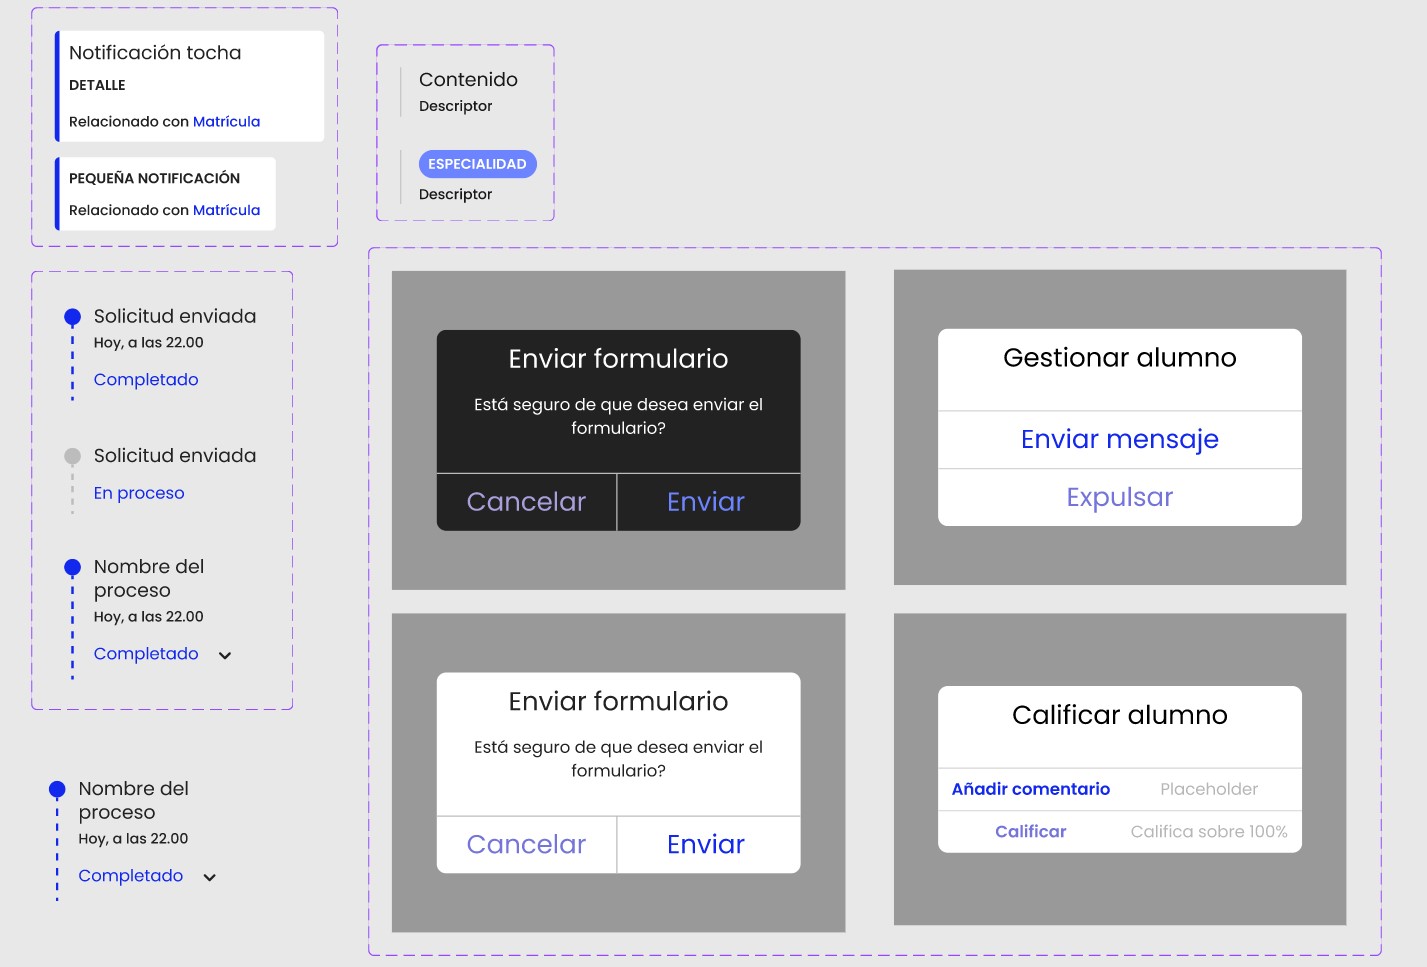 Notificación tocha
DETALLE
Relacionado con Matrícula
PEQUEÑA NOTIFICACIÓN
Relacionado con Matrícula
Contenido
Descriptor
ESPECIALIDAD
Descriptor
Solicitud enviada
Hoy, a las 22.00
Completado
Solicitud enviada
En proceso
Nombre del
proceso
Hoy, a las 22.00
Completado
Nombre del
proceso
Hoy, a las 22.00
Completado
Enviar formulario
Está seguro de que desea enviar el
formulario?
Cancelar Enviar
Gestionar alumno
Enviar mensaje
Expulsar
Enviar formulario
Está seguro de que desea enviar el
formulario?
Cancelar Enviar
Calificar alumno
Añadir comentario Placeholder
Calificar Califica sobre 100%